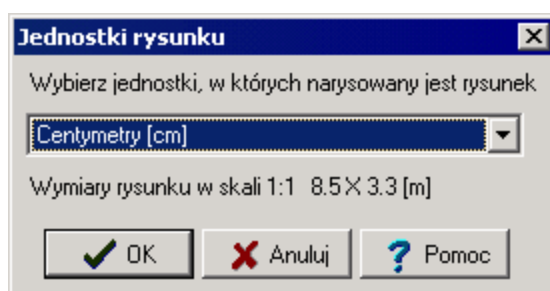 Jednostki rysunku
Wybierz jednostki, w których narysowany jest rysunek
Centymetry [cm]
Wymiary rysunku w skali 1:1 8.5 X 3.3 [m]
OK Anuluj ? Pomoc